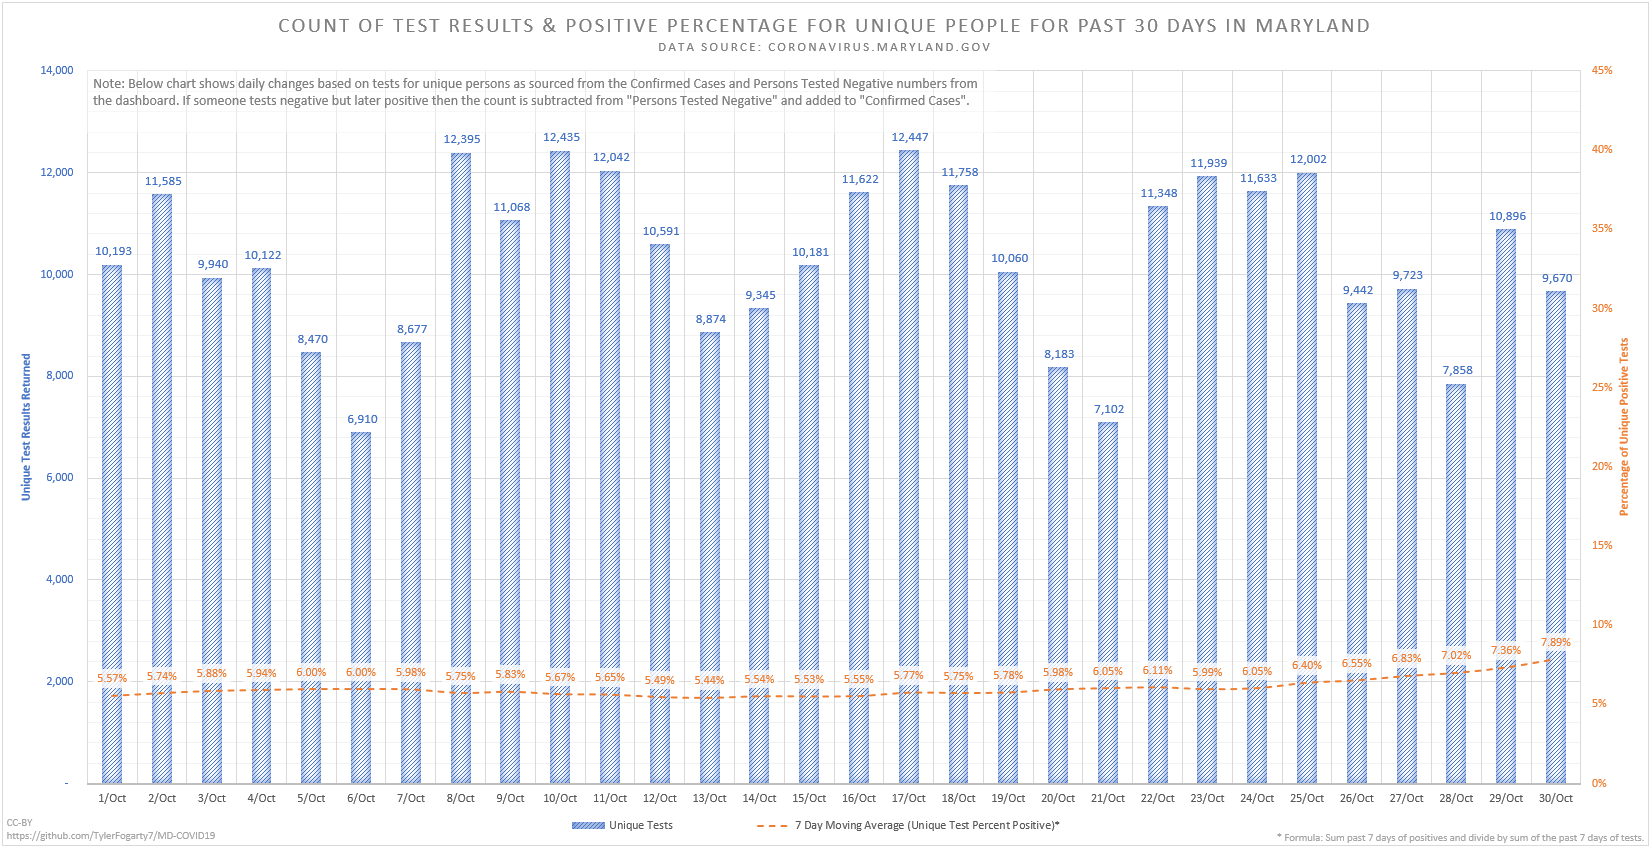 COUNT OF TEST RESULTS & POSITIVE PERCENTAGE FOR UNIQUE PEOPLE FOR PAST 30 DAYS IN MARYLAND
DATA SOURCE: CORONAVIRUS.MARYLAND.GOV
Note: Below chart shows daily changes based on tests for unique persons as sourced from the Confirmed Cases and Persons Tested Negative numbers from
the dashboard. If someone tests negative but later positive then the count is subtracted from "Persons Tested Negative" and added to "Confirmed Cases".
Unique Test Results Returned
14,000
12,000
10,000
8,000
6,000
4,000
2,000
-
10,193 11,585 9,940 10,122 8,470 6,910 8,677 12,395 11,068 12,435 12,042 10,591 8,874 9,345 10,181 11,622 12,447 11,758 10,060 8,183 7,102 11,348 11,939 11,633 12,002 9,442 9,723 7,858 10,896 9,670
5.57% 5.74% 5.88% 5.94% 6.00% 6.00% 5.98% 5.75% 5.83% 5.67% 5.65% 5.49% 5.44% 5.54% 5.53% 5.55% 5.77% 5.75% 5.78% 5.98% 6.05% 6.11% 5.99% 6.05% 6.40% 6.55% 6.83% 7.02% 7.36% 7.89%
45%
40%
35%
30%
25%
20%
15%
10%
5%
0%
Percentage of Unique Positive Tests
1/Oct 2/Oct 3/Oct 4/Oct 5/Oct 6/Oct 7/Oct 8/Oct 9/Oct 10/Oct 11/Oct 12/Oct 13/Oct 14/Oct 15/Oct 16/Oct 17/Oct 18/Oct 19/Oct 20/Oct 21/Oct 22/Oct 23/Oct 24/Oct 25/Oct 26/Oct 27/Oct 28/Oct 29/Oct 30/Oct
Unique Tests 7 Day Moving Average (Unique Test Percent Positive)*
CC-BY
https://github.com/TylerFogarty7/MD-COVID19
* Formula: Sum past 7 days of positives and divide by sum of the past 7 days of tests.